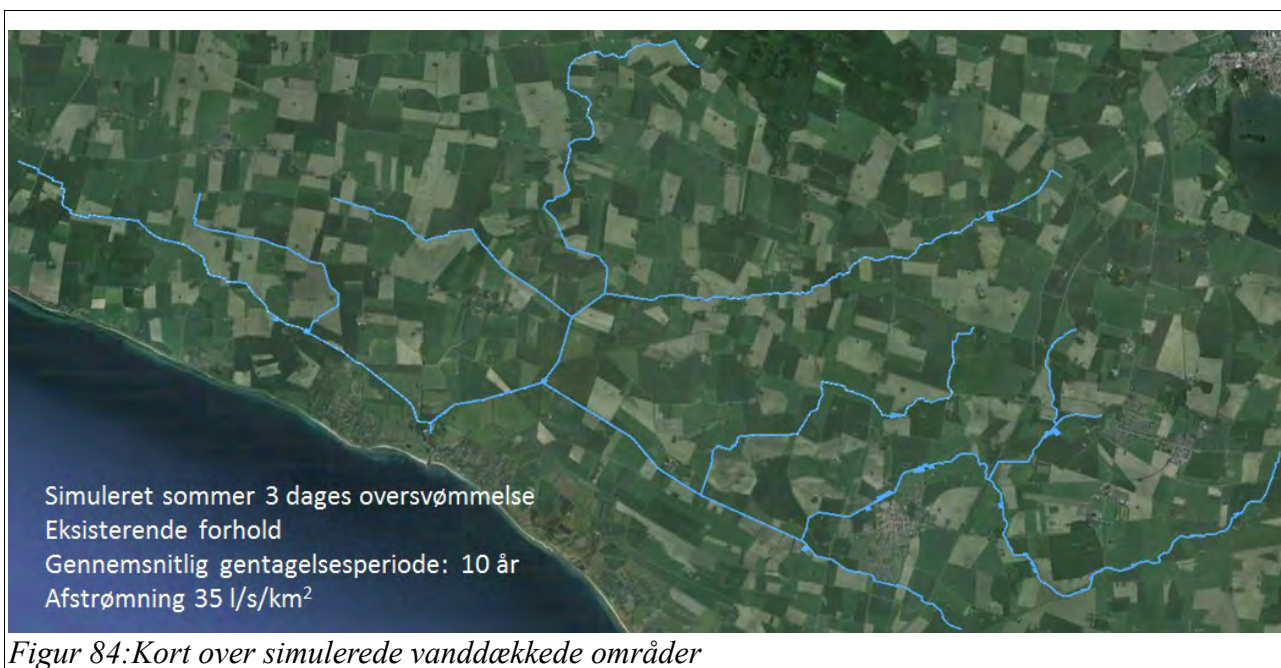 Simuleret sommer 3 dages oversvømmelse
Eksisterende forhold
Gennemsnitlig gentagelsesperiode: 10 år
Afstrømning 35 l/s/km²
Figur 84:Kort over simulerede vanddækkede områder